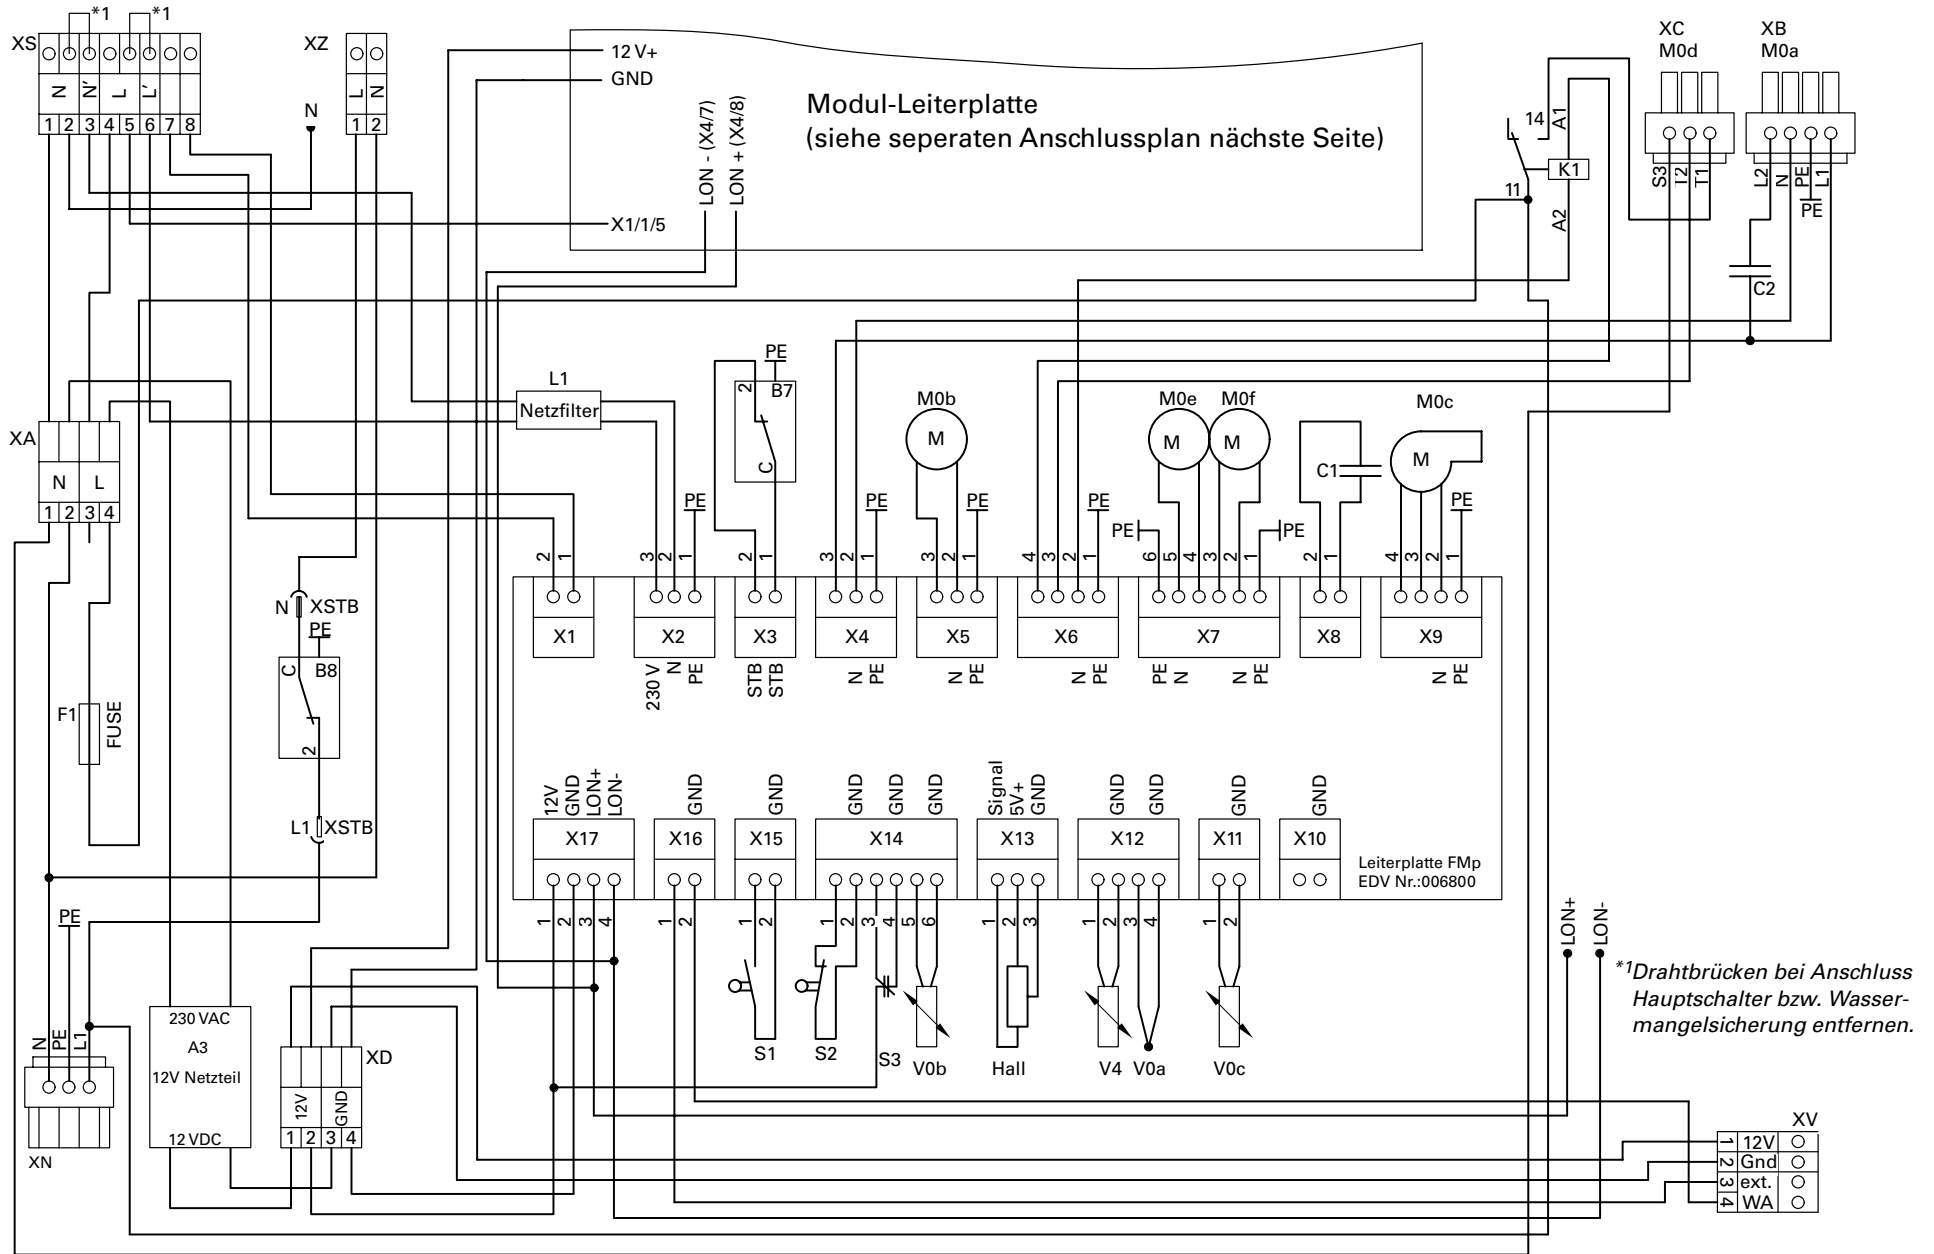 *1 *1
XS
N N' L L'
1 2 3 4 5 6 7 8
XZ
L N
1 2
N
12 V+
GND
LON - (X4/7)
LON + (X4/8)
X1/1/5
Modul-Leiterplatte
(siehe seperaten Anschlussplan nächste Seite)
14
A1
K1
11
A2
XC
M0d
S3 T2 T1
XB
M0a
L2 N PE L1
PE
C2
XA
N L
1 2 3 4
L1
Netzfilter
PE
2 B7
C
M0b
M
M0e M0f
M M
C1
M0c
M
PE PE PE PE PE PE PE
2 1
3 2 1
2 1
3 2 1
3 2 1
4 3 2 1
6 5 4 3 2 1
2 1
4 3 2 1
X1 X2 X3 X4 X5 X6 X7 X8 X9
230 V N PE
STB STB
N PE
N PE
N PE
PE N N PE
N PE
N XSTB
PE
C B8
2
L1 XSTB
F1
FUSE
12V GND LON+ LON-
GND
GND
GND GND GND
Signal 5V+ GND
GND GND
GND
GND
X17 X16 X15 X14 X13 X12 X11 X10
Leiterplatte FMp
EDV Nr.:006800
1 2 3 4
1 2
1 2
1 2 3 4 5 6
1 2 3
1 2 3 4
1 2
S1 S2 S3 V0b Hall V4 V0a V0c
LON+
LON-
*1Drahtbrücken bei Anschluss
Hauptschalter bzw. Wasser-
mangelsicherung entfernen.
PE
N PE L1
XN
230 VAC
A3
12V Netzteil
12 VDC
XD
12V GND
1 2 3 4
XV
1 12V
2 Gnd
3 ext.
4 WA